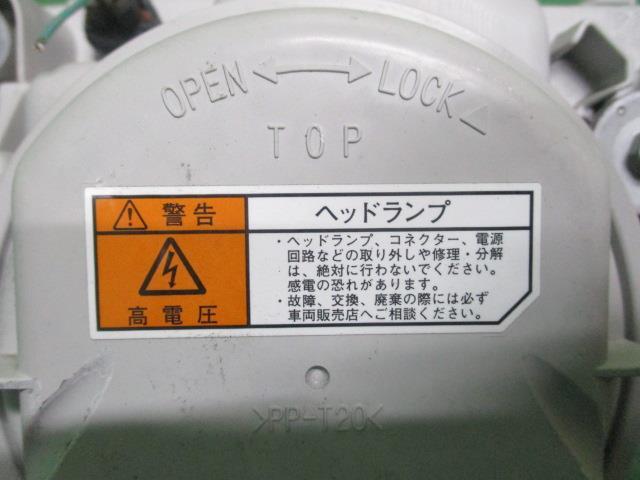 OPEN ⟷ LOCK
TOP
⚠ 警告
高電圧
ヘッドランプ
・ヘッドランプ、コネクター、電源
回路などの取り外しや修理・分解
は、絶対に行わないでください。
感電の恐れがあります。
・故障、交換、廃棄の際には必ず
車両販売店へご相談ください。
>PP-T20<